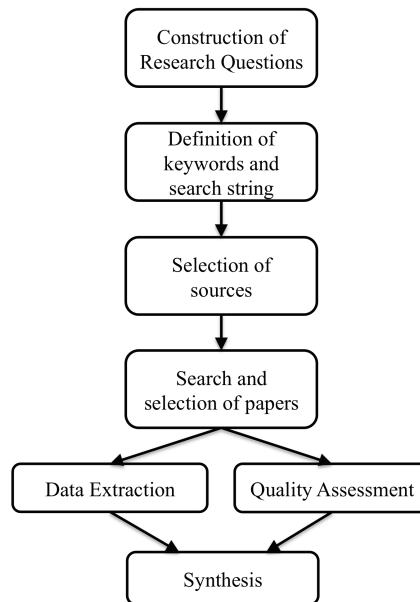 Construction of
Research Questions
Definition of
keywords and
search string
Selection of
sources
Search and
selection of papers
Data Extraction
Quality Assessment
Synthesis